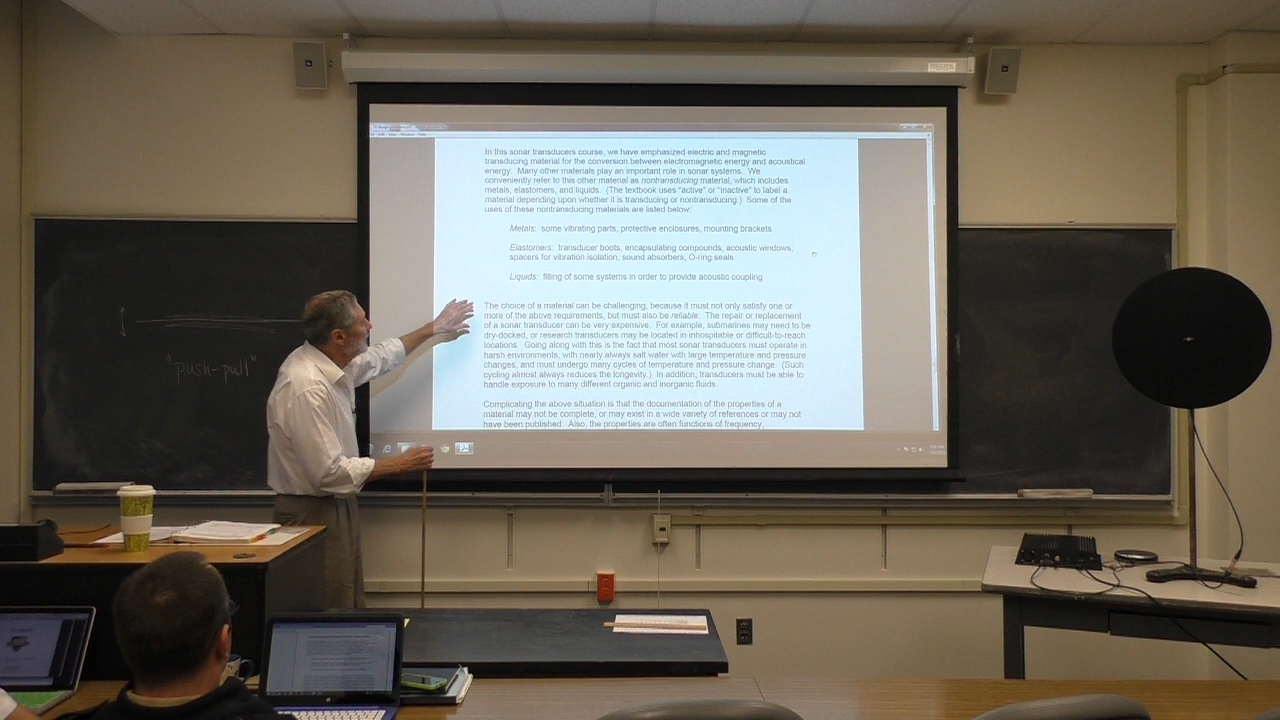 In this sonar transducers course, we have emphasized electric and magnetic
transducing material for the conversion between electromagnetic energy and acoustical
energy. Many other materials play an important role in sonar systems. We
conveniently refer to this other material as nontransducing material, which includes
metals, elastomers, and liquids. (The textbook uses "active" or "inactive" to label a
material depending upon whether it is transducing or nontransducing.) Some of the
uses of these nontransducing materials are listed below:
Metals: some vibrating parts, protective enclosures, mounting brackets
Elastomers: transducer boots, encapsulating compounds, acoustic windows,
spacers for vibration isolation, sound absorbers, O-ring seals
Liquids: filling of some systems in order to provide acoustic coupling
The choice of a material can be challenging, because it must not only satisfy one or
more of the above requirements, but must also be reliable. The repair or replacement
of a sonar transducer can be very expensive. For example, submarines may need to be
dry-docked, or research transducers may be located in inhospitable or difficult-to-reach
locations. Going along with this is the fact that most sonar transducers must operate in
harsh environments, with nearly always salt water with large temperature and pressure
changes, and must undergo many cycles of temperature and pressure change. (Such
cycling almost always reduces the longevity.) In addition, transducers must be able to
handle exposure to many different organic and inorganic fluids.
Complicating the above situation is that the documentation of the properties of a
material may not be complete, or may exist in a wide variety of references or may not
have been published. Also, the properties are often functions of frequency,
"push-pull"